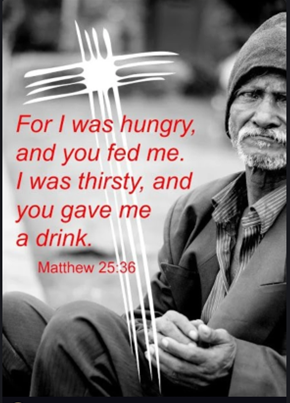 For I was hungry,
and you fed me.
I was thirsty, and
you gave me
a drink.
Matthew 25:36